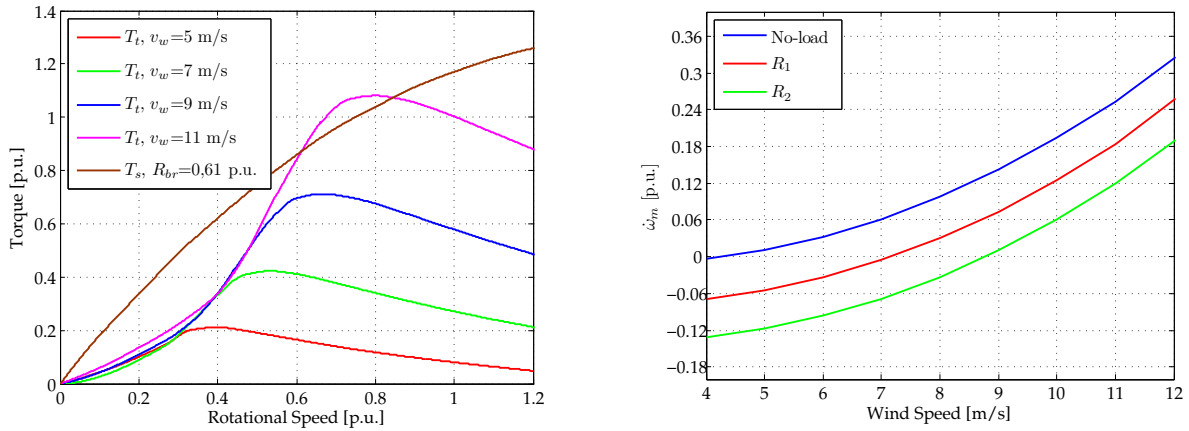 1.4
1.2
1
0.8
0.6
0.4
0.2
0
Torque [p.u.]
T_t, v_w=5 m/s
T_t, v_w=7 m/s
T_t, v_w=9 m/s
T_t, v_w=11 m/s
T_s, R_br=0,61 p.u.
0 0.2 0.4 0.6 0.8 1 1.2
Rotational Speed [p.u.]
0.36
0.3
0.24
0.18
0.12
0.06
0
−0.06
−0.12
−0.18
ω̇_m [p.u.]
No-load
R_1
R_2
4 5 6 7 8 9 10 11 12
Wind Speed [m/s]